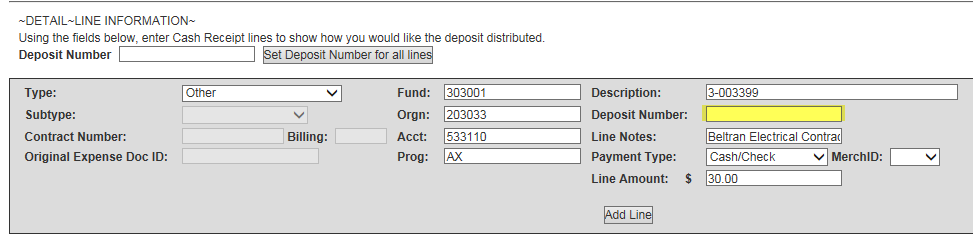 ~DETAIL~LINE INFORMATION~
Using the fields below, enter Cash Receipt lines to show how you would like the deposit distributed.
Deposit Number Set Deposit Number for all lines
Type: Other Fund: 303001 Description: 3-003399
Subtype: Orgn: 203033 Deposit Number:
Contract Number: Billing: Acct: 533110 Line Notes: Beltran Electrical Contrac
Original Expense Doc ID: Prog: AX Payment Type: Cash/Check MerchID:
Line Amount: $ 30.00
Add Line